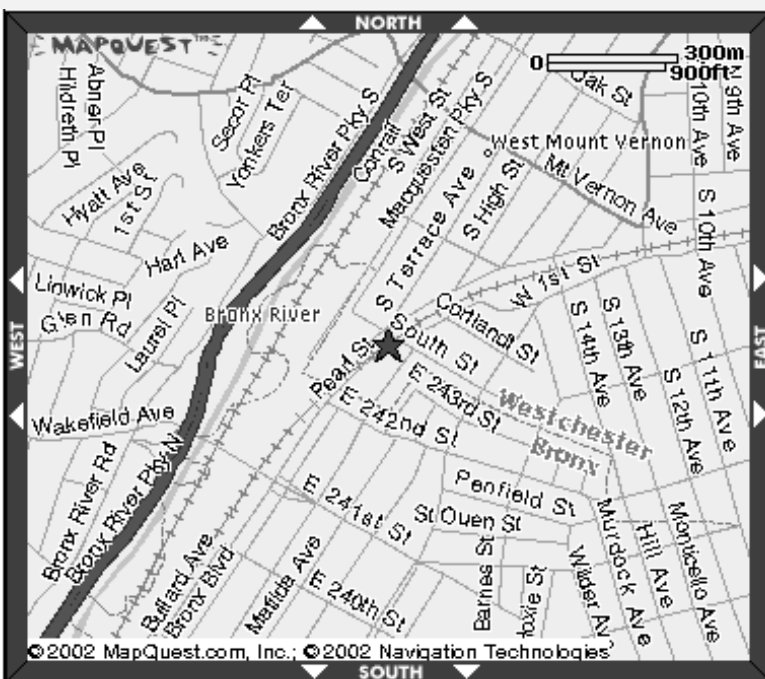 NORTH
MAPQUEST™
0 300m
900ft
Abner Pl
Hildreth Pl
Secor Pl
Yonkers Ter
Bronx River Pky S
Conrail
S West St
Macquesten Pky S
Oak St
N 9th Ave
10th Ave
West Mount Vernon
Mt Vernon Ave
Hyatt Ave
1st St
Hart Ave
S Terrace Ave
S High St
S 10th Ave
Linwick Pl
Glen Rd
Laurel Pl
Bronx River
W 1st St
Cortlandt St
South St
WEST
EAST
Pearl St
S 14th Ave
S 13th Ave
S 12th Ave
S 11th Ave
E 243rd St
Westchester
Bronx
Wakefield Ave
E 242nd St
Bronx River Rd
Bronx River Pky N
Penfield St
E 241st St
St Ouen St
Murdock Ave
Hill Ave
Monticello Ave
Bullard Ave
Bronx Blvd
Matilda Ave
E 240th St
Barnes St
Wilder Av
©2002 MapQuest.com, Inc.; ©2002 Navigation Technologies
SOUTH